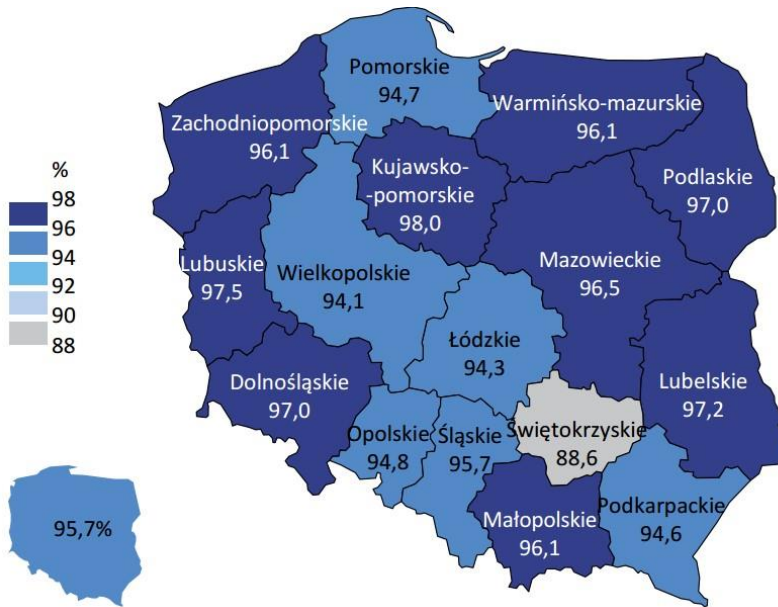 Pomorskie
94,7
Warmińsko-mazurskie
96,1
Zachodniopomorskie
96,1
Kujawsko-
-pomorskie
98,0
Podlaskie
97,0
%
98
96
94
92
90
88
Lubuskie
97,5
Wielkopolskie
94,1
Mazowieckie
96,5
Łódzkie
94,3
Dolnośląskie
97,0
Lubelskie
97,2
Opolskie
94,8
Śląskie
95,7
Świętokrzyskie
88,6
Małopolskie
96,1
Podkarpackie
94,6
95,7%